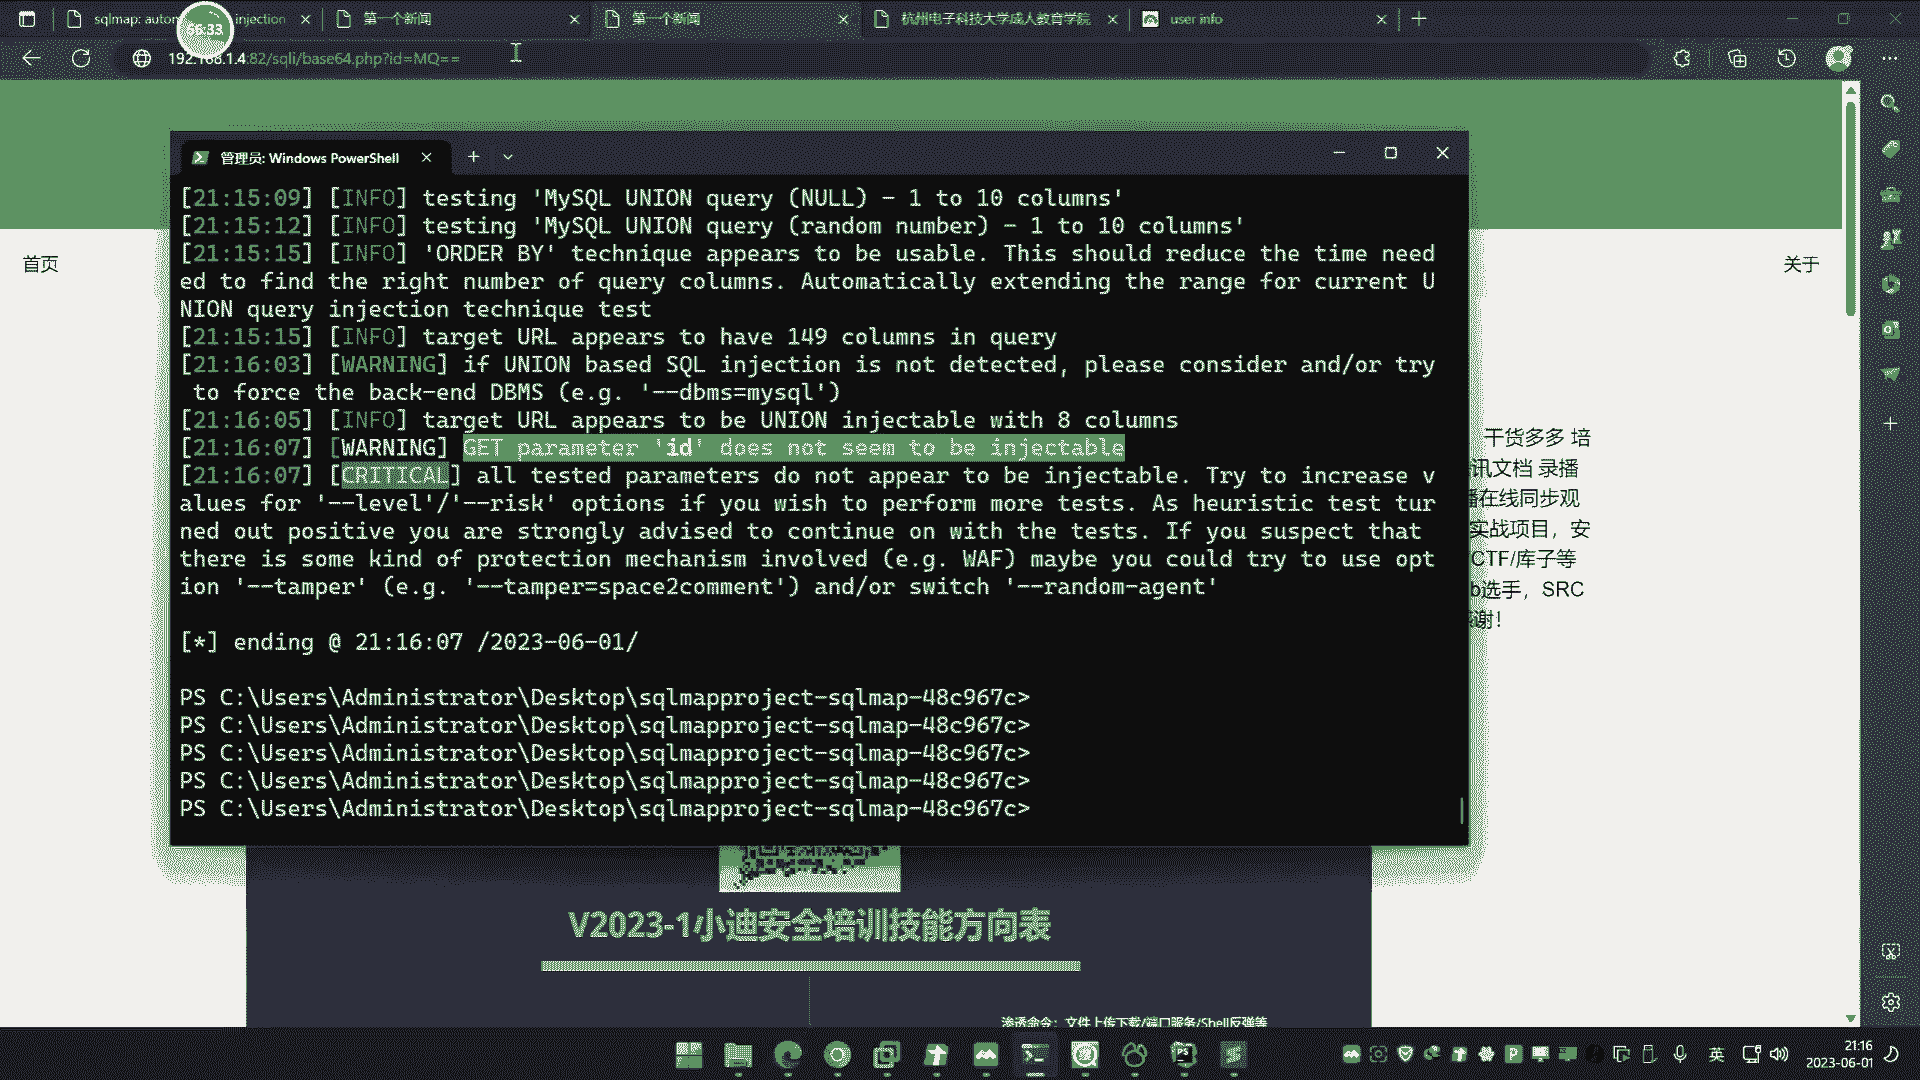 sqlmap: auto
injection
第一个新闻
第一个新闻
杭州电子科技大学成人教育学院
user info
56:33
192.168.1.4:82/sqli/base64.php?id=MQ==
首页
关于
管理员: Windows PowerShell
[21:15:09] [INFO] testing 'MySQL UNION query (NULL) - 1 to 10 columns'
[21:15:12] [INFO] testing 'MySQL UNION query (random number) - 1 to 10 columns'
[21:15:15] [INFO] 'ORDER BY' technique appears to be usable. This should reduce the time need
ed to find the right number of query columns. Automatically extending the range for current U
NION query injection technique test
[21:15:15] [INFO] target URL appears to have 149 columns in query
[21:16:03] [WARNING] if UNION based SQL injection is not detected, please consider and/or try
to force the back-end DBMS (e.g. '--dbms=mysql')
[21:16:05] [INFO] target URL appears to be UNION injectable with 8 columns
[21:16:07] [WARNING] GET parameter 'id' does not seem to be injectable
[21:16:07] [CRITICAL] all tested parameters do not appear to be injectable. Try to increase v
alues for '--level'/'--risk' options if you wish to perform more tests. As heuristic test tur
ned out positive you are strongly advised to continue on with the tests. If you suspect that
there is some kind of protection mechanism involved (e.g. WAF) maybe you could try to use opt
ion '--tamper' (e.g. '--tamper=space2comment') and/or switch '--random-agent'
[*] ending @ 21:16:07 /2023-06-01/
PS C:\Users\Administrator\Desktop\sqlmapproject-sqlmap-48c967c>
PS C:\Users\Administrator\Desktop\sqlmapproject-sqlmap-48c967c>
PS C:\Users\Administrator\Desktop\sqlmapproject-sqlmap-48c967c>
PS C:\Users\Administrator\Desktop\sqlmapproject-sqlmap-48c967c>
PS C:\Users\Administrator\Desktop\sqlmapproject-sqlmap-48c967c>
干货多多 培
讯文档 录播
播在线同步观
实战项目，安
CTF/库子等
b选手，SRC
感谢！
V2023-1小迪安全培训技能方向表
渗透命令：文件上传下载/端口服务/Shell反弹等
英
21:16
2023-06-01